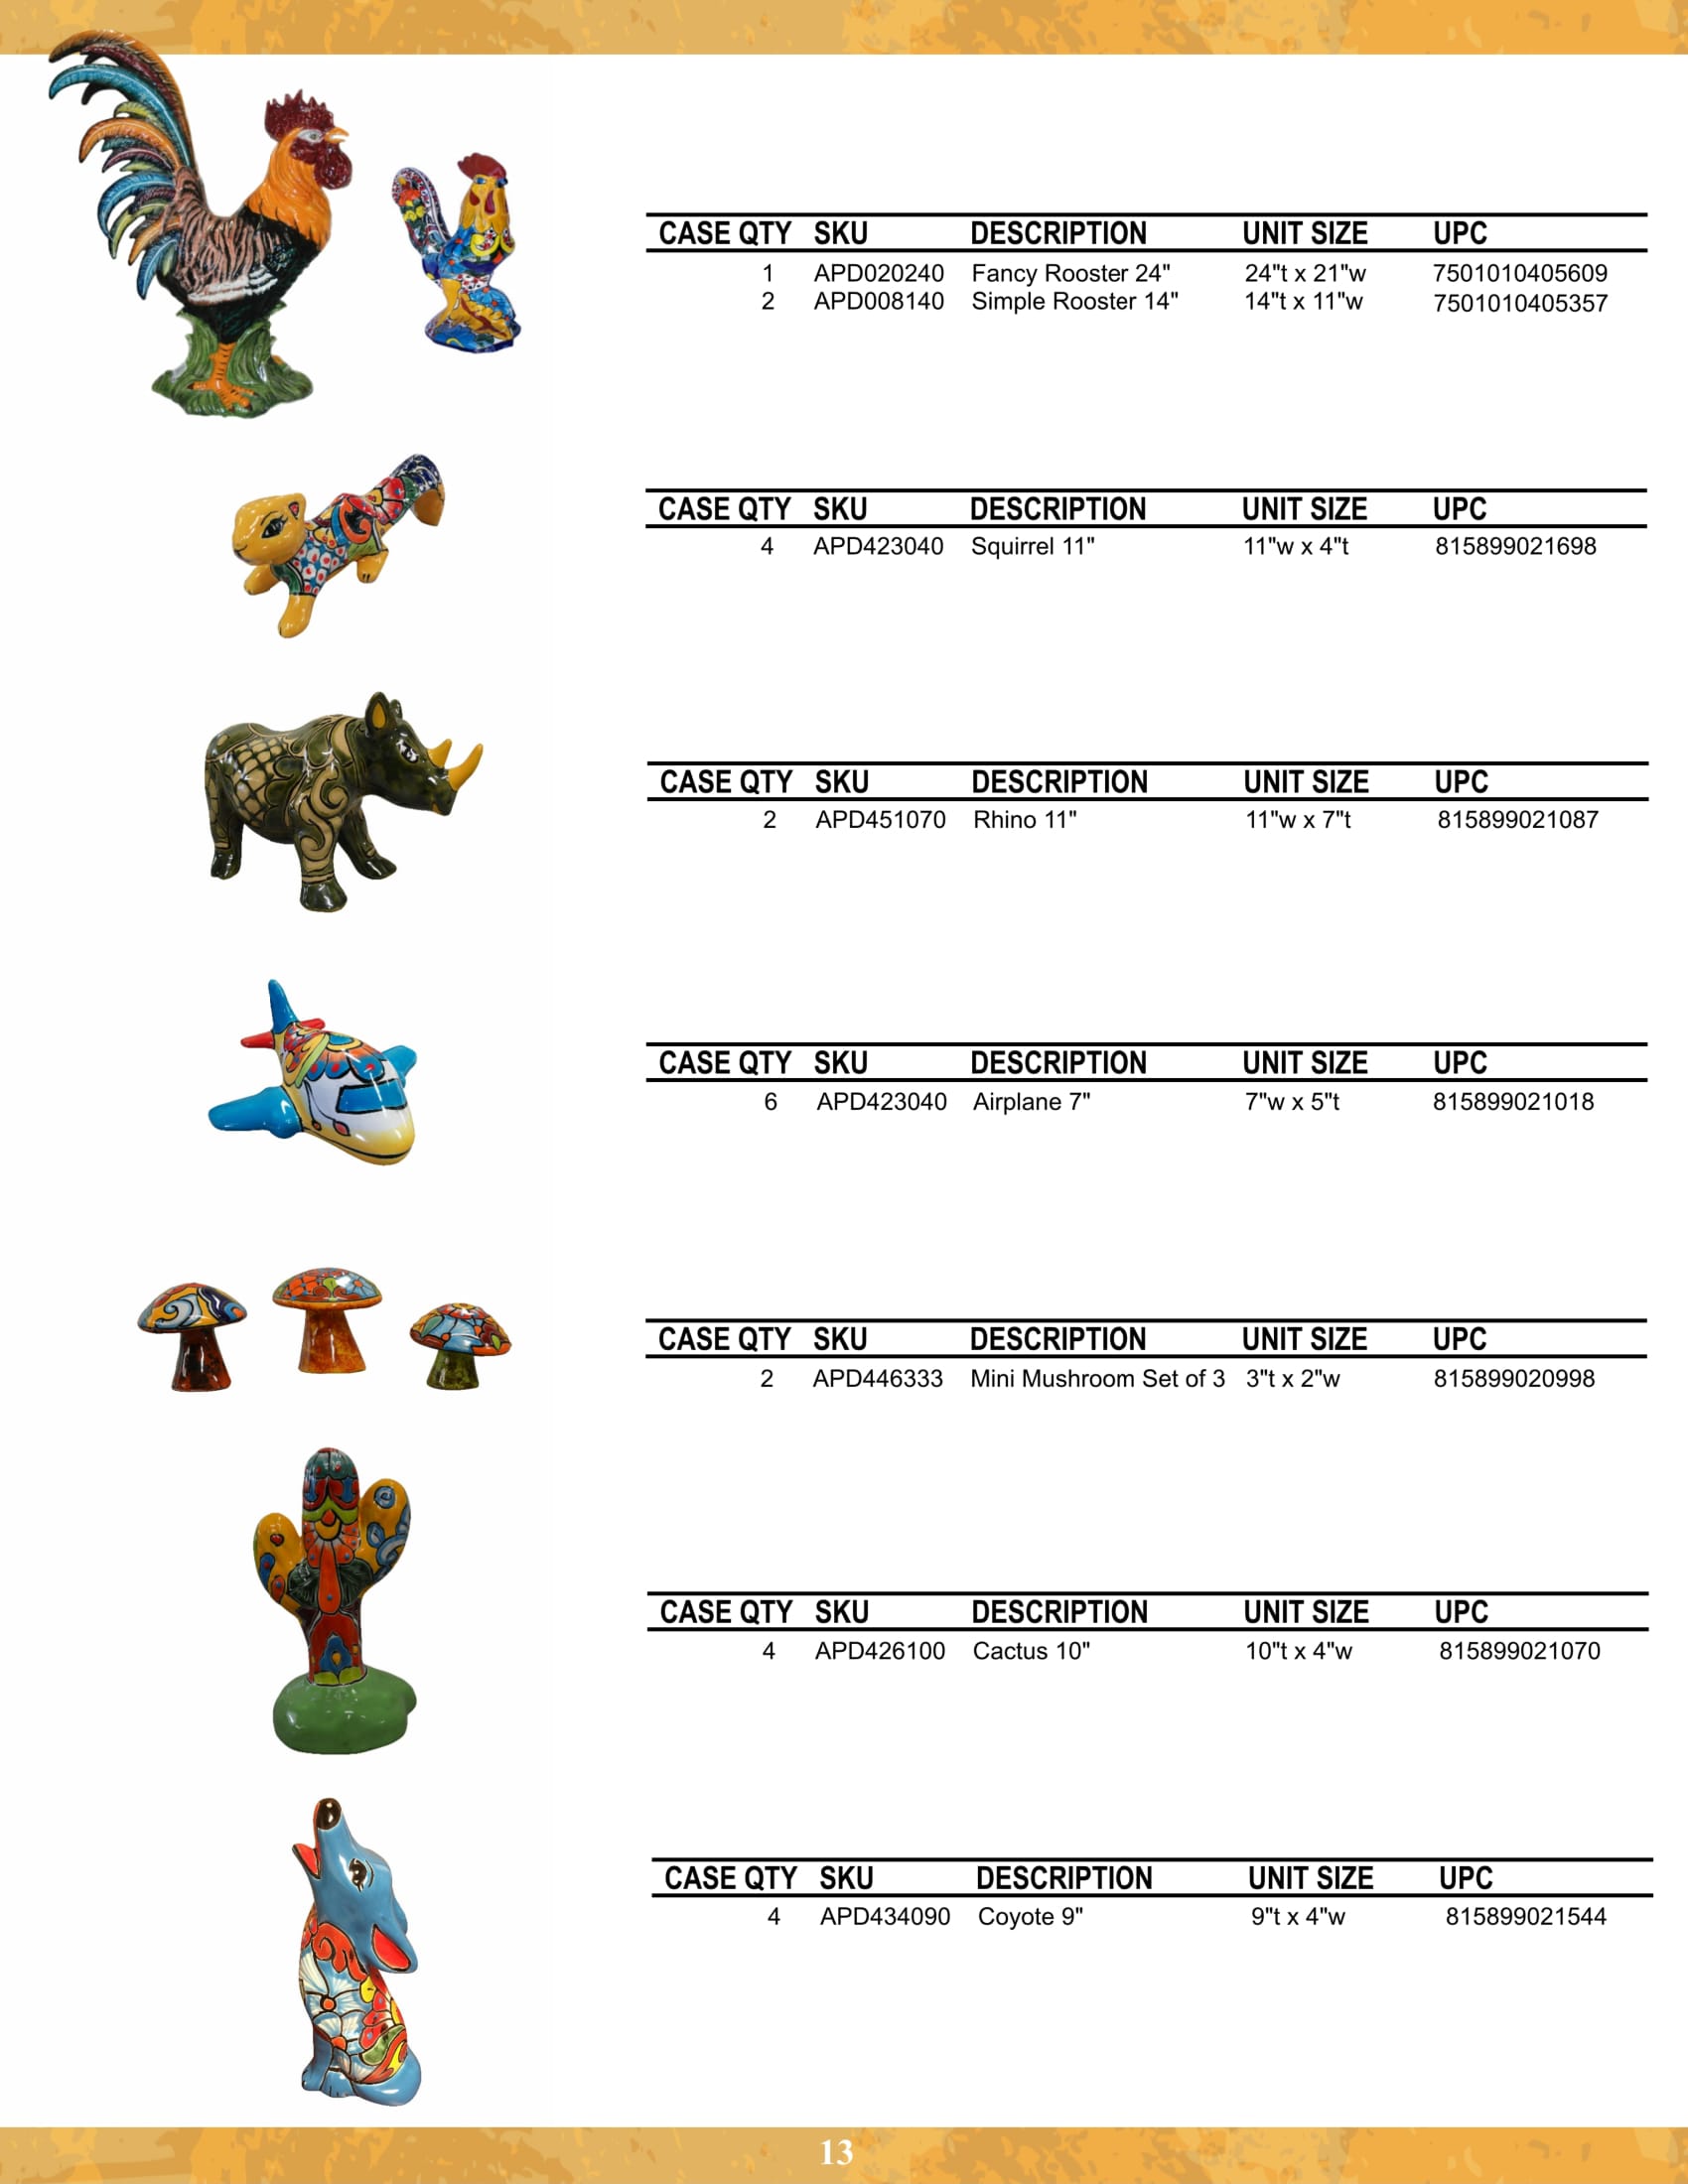 CASE QTY SKU DESCRIPTION UNIT SIZE UPC
1 APD020240 Fancy Rooster 24" 24"t x 21"w 7501010405609
2 APD008140 Simple Rooster 14" 14"t x 11"w 7501010405357
CASE QTY SKU DESCRIPTION UNIT SIZE UPC
4 APD423040 Squirrel 11" 11"w x 4"t 815899021698
CASE QTY SKU DESCRIPTION UNIT SIZE UPC
2 APD451070 Rhino 11" 11"w x 7"t 815899021087
CASE QTY SKU DESCRIPTION UNIT SIZE UPC
6 APD423040 Airplane 7" 7"w x 5"t 815899021018
CASE QTY SKU DESCRIPTION UNIT SIZE UPC
2 APD446333 Mini Mushroom Set of 3 3"t x 2"w 815899020998
CASE QTY SKU DESCRIPTION UNIT SIZE UPC
4 APD426100 Cactus 10" 10"t x 4"w 815899021070
CASE QTY SKU DESCRIPTION UNIT SIZE UPC
4 APD434090 Coyote 9" 9"t x 4"w 815899021544
13